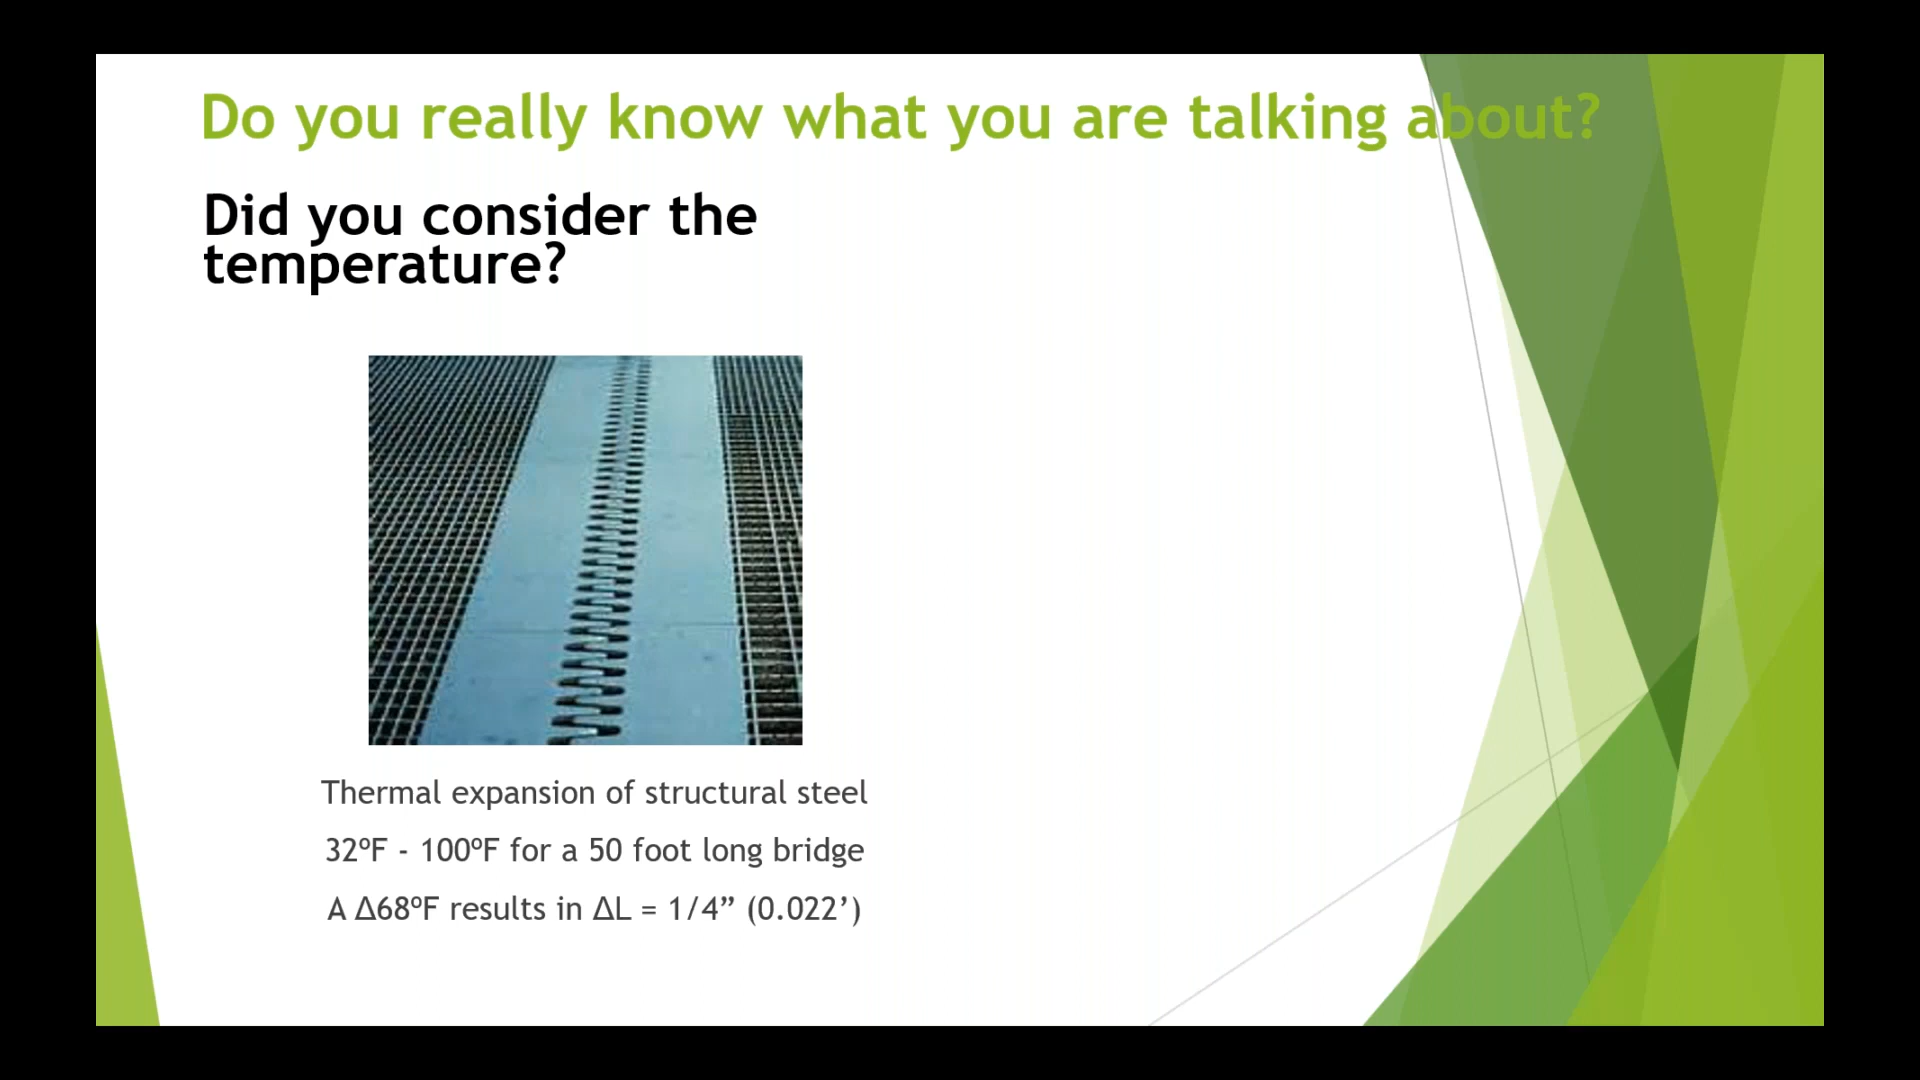 Do you really know what you are talking about?
Did you consider the
temperature?
Thermal expansion of structural steel
32ºF - 100ºF for a 50 foot long bridge
A Δ68ºF results in ΔL = 1/4” (0.022’)